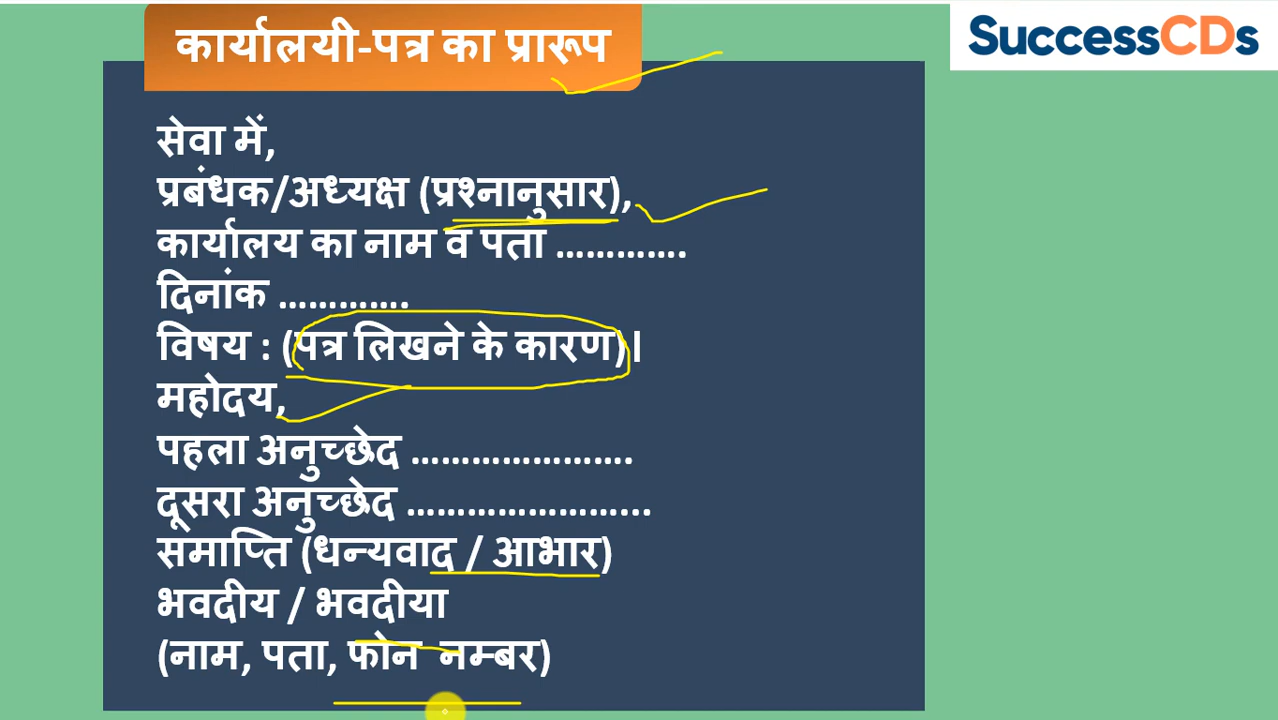 कार्यालयी-पत्र का प्रारूप
SuccessCDs
सेवा में,
प्रबंधक/अध्यक्ष (प्रश्नानुसार),
कार्यालय का नाम व पता .............
दिनांक .............
विषय : (पत्र लिखने के कारण)।
महोदय,
पहला अनुच्छेद ......................
दूसरा अनुच्छेद ........................
समाप्ति (धन्यवाद / आभार)
भवदीय / भवदीया
(नाम, पता, फोन नम्बर)